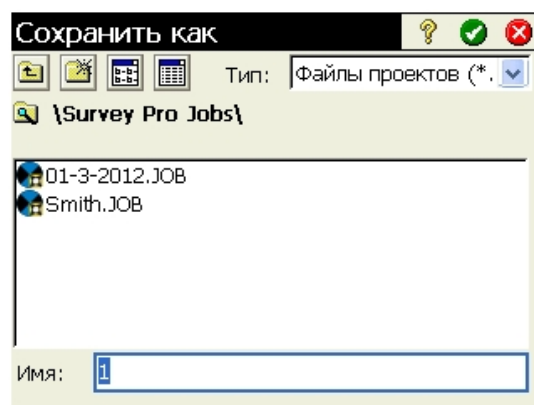 Сохранить как
Тип: Файлы проектов (*.
\Survey Pro Jobs\
01-3-2012.JOB
Smith.JOB
Имя: 1